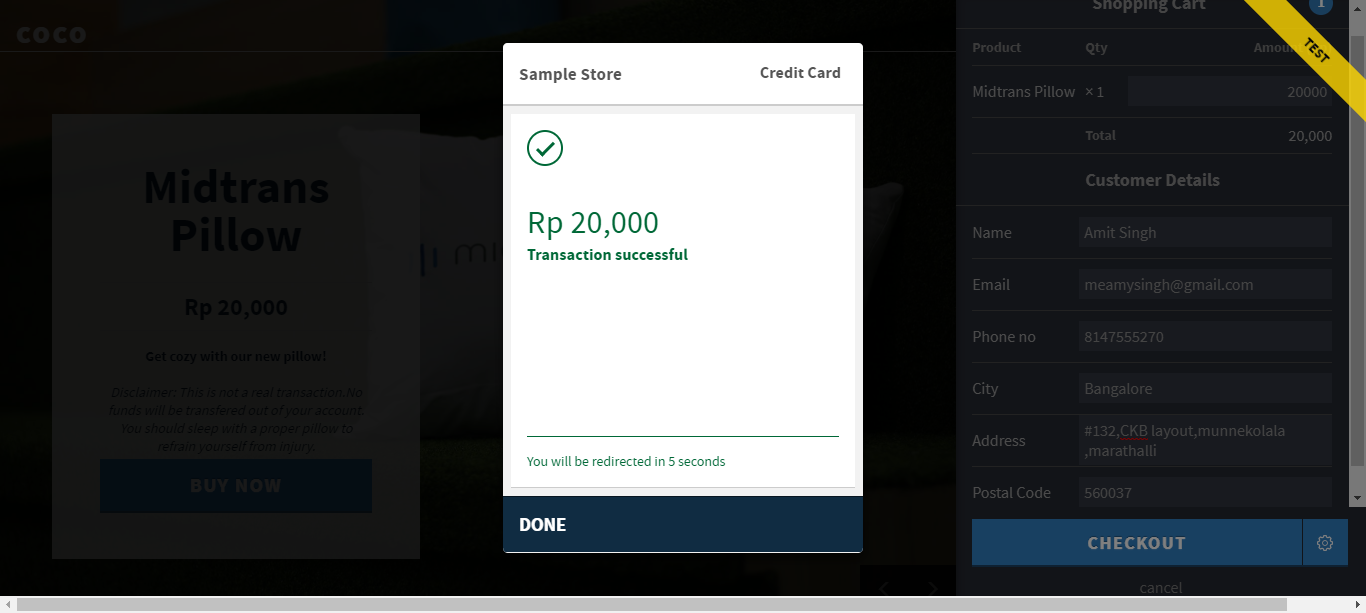 coco
Midtrans
Pillow
Rp 20,000
Get cozy with our new pillow!
Disclaimer: This is not a real transaction.No
funds will be transfered out of your account.
You should sleep with a proper pillow to
refrain yourself from injury.
BUY NOW
Sample Store
Credit Card
Rp 20,000
Transaction successful
You will be redirected in 5 seconds
DONE
Shopping Cart 1
TEST
Product Qty
Midtrans Pillow × 1 20000
Total 20,000
Customer Details
Name Amit Singh
Email meamysingh@gmail.com
Phone no 8147555270
City Bangalore
Address #132,CKB layout,munnekolala
,marathalli
Postal Code 560037
CHECKOUT
cancel